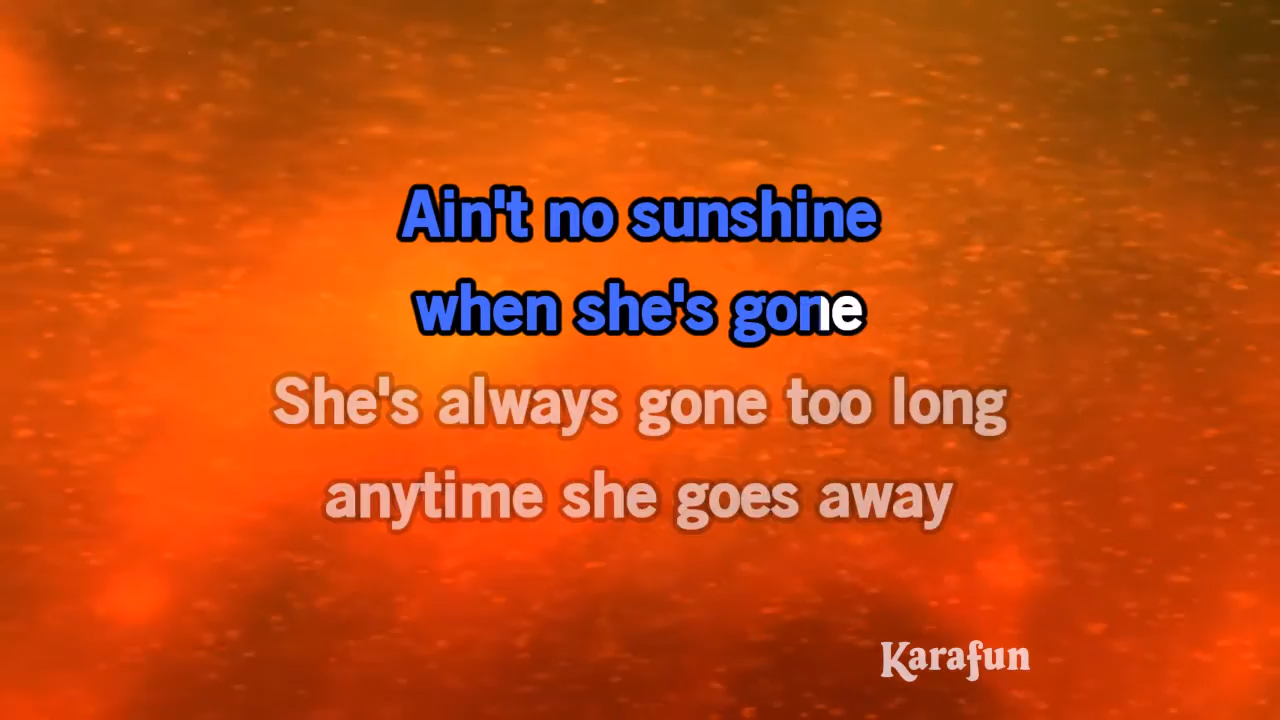 Ain't no sunshine
when she's gone
She's always gone too long
anytime she goes away
Karafun